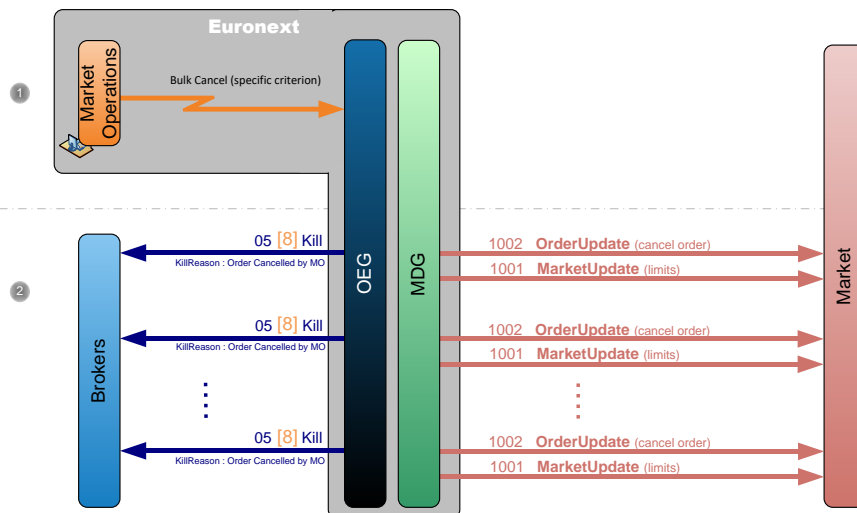 Euronext
1
Market
Operations
Bulk Cancel (specific criterion)
OEG
MDG
Market
2
Brokers
05 [8] Kill
KillReason : Order Cancelled by MO
1002 OrderUpdate (cancel order)
1001 MarketUpdate (limits)
05 [8] Kill
KillReason : Order Cancelled by MO
1002 OrderUpdate (cancel order)
1001 MarketUpdate (limits)
05 [8] Kill
KillReason : Order Cancelled by MO
1002 OrderUpdate (cancel order)
1001 MarketUpdate (limits)